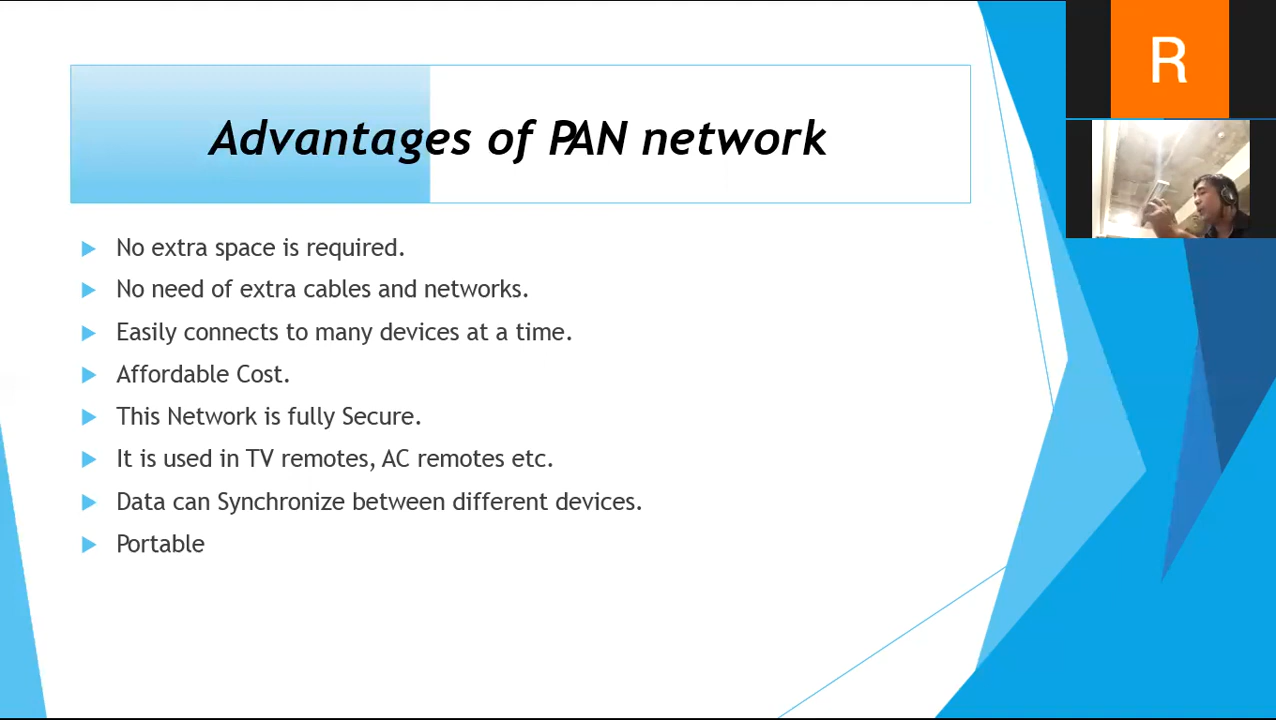 Advantages of PAN network
No extra space is required.
No need of extra cables and networks.
Easily connects to many devices at a time.
Affordable Cost.
This Network is fully Secure.
It is used in TV remotes, AC remotes etc.
Data can Synchronize between different devices.
Portable
R